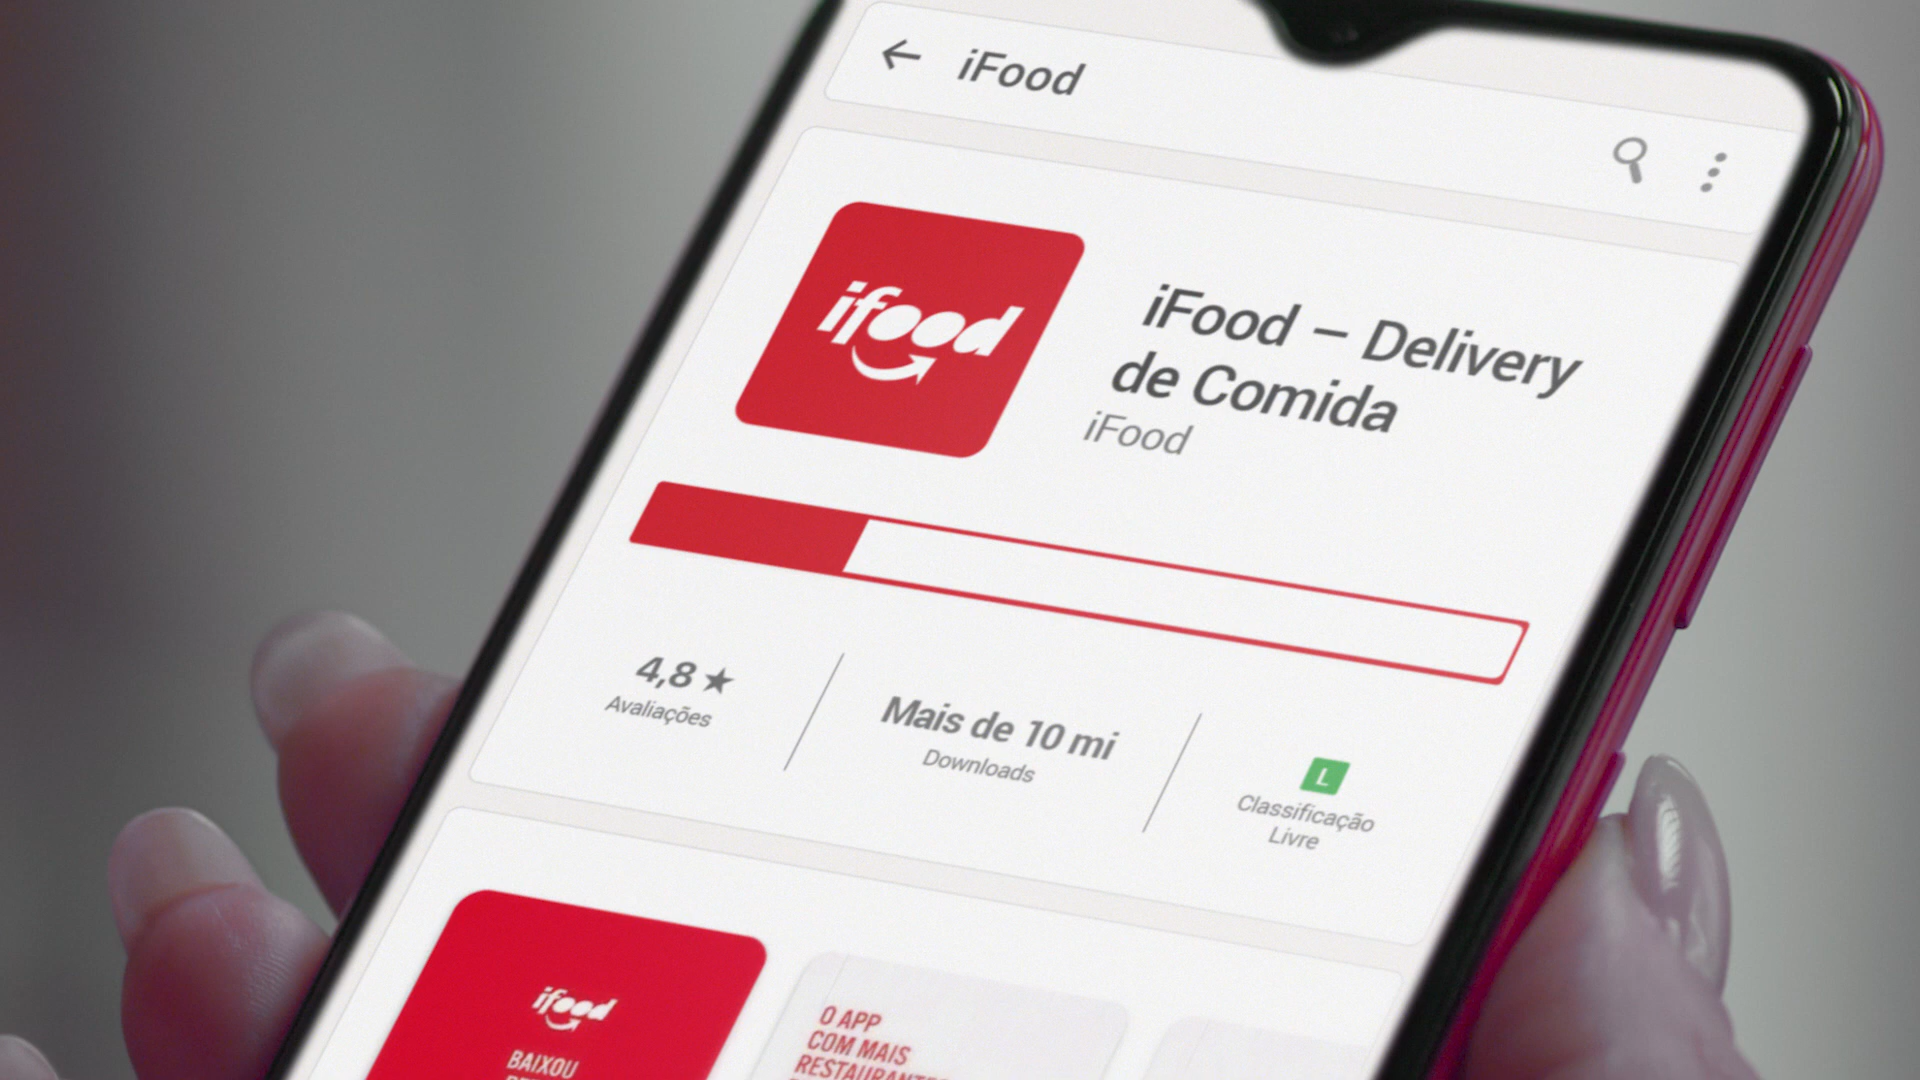 iFood
ifood
iFood – Delivery
de Comida
iFood
4,8 ★
Avaliações
Mais de 10 mi
Downloads
L
Classificação
Livre
ifood
BAIXOU
O APP
COM MAIS
RESTAURANTES